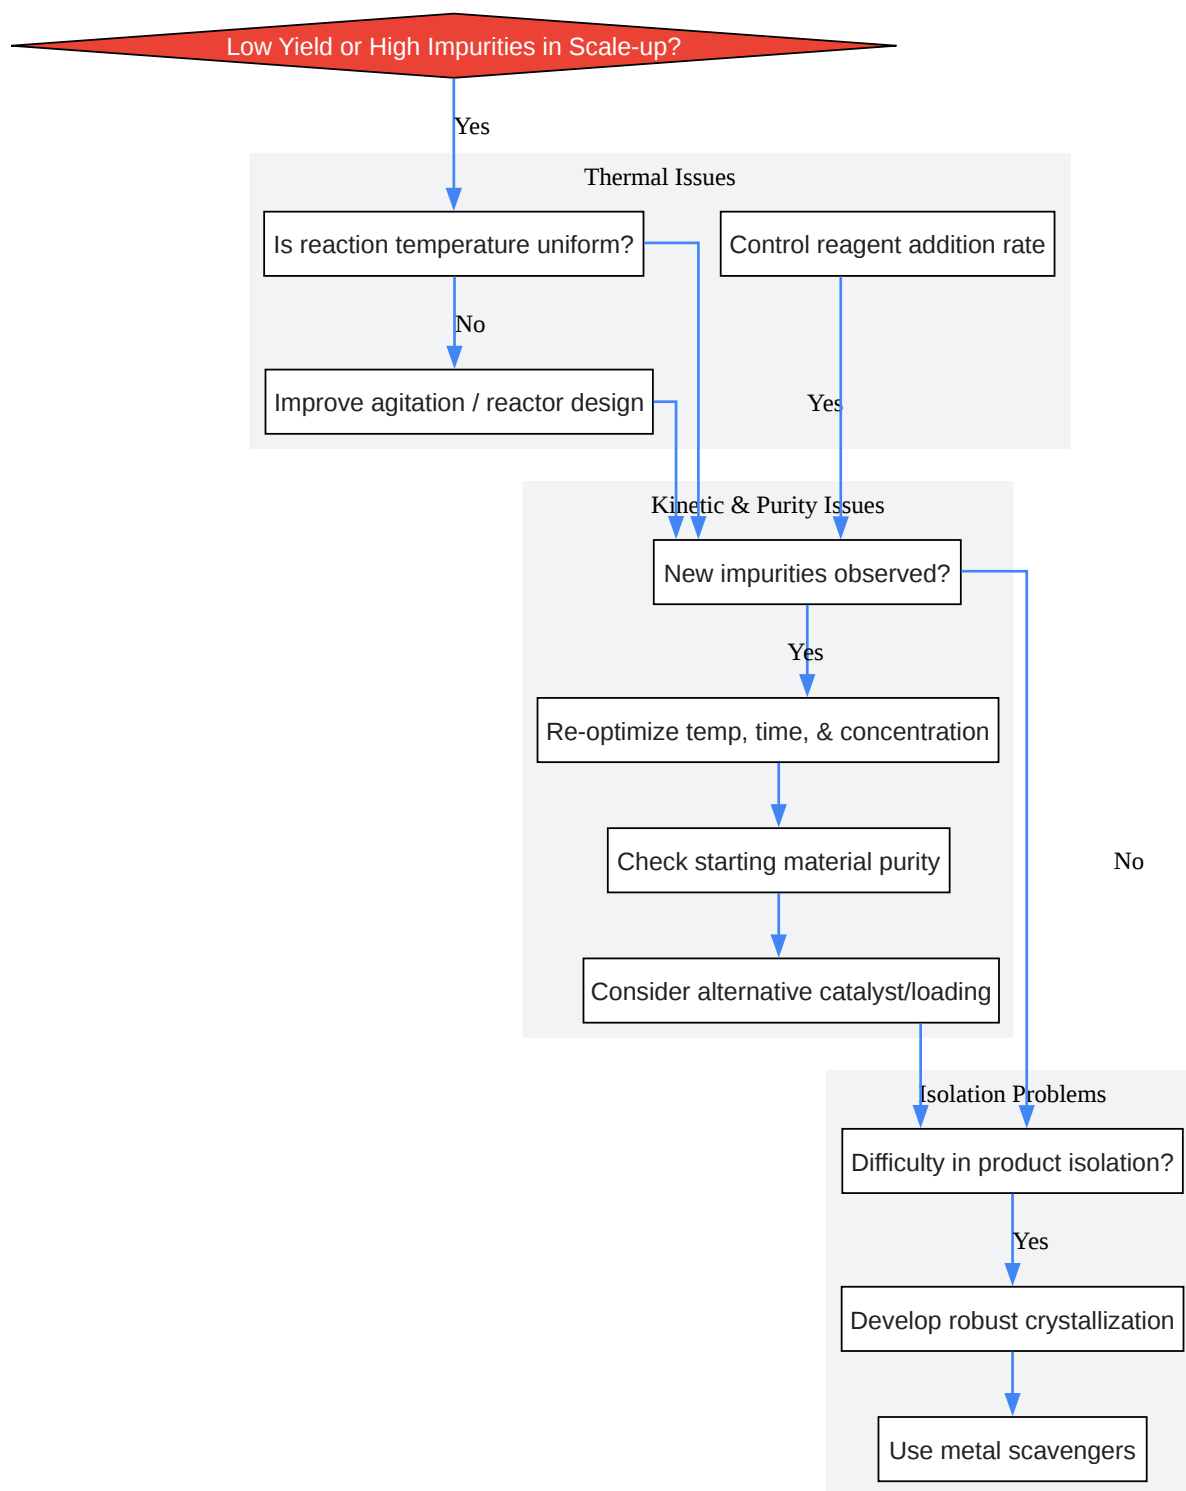 Low Yield or High Impurities in Scale-up?
Yes
Thermal Issues
Is reaction temperature uniform?
Control reagent addition rate
No
Improve agitation / reactor design
Yes
Kinetic & Purity Issues
New impurities observed?
Yes
Re-optimize temp, time, & concentration
Check starting material purity
No
Consider alternative catalyst/loading
Isolation Problems
Difficulty in product isolation?
Yes
Develop robust crystallization
Use metal scavengers